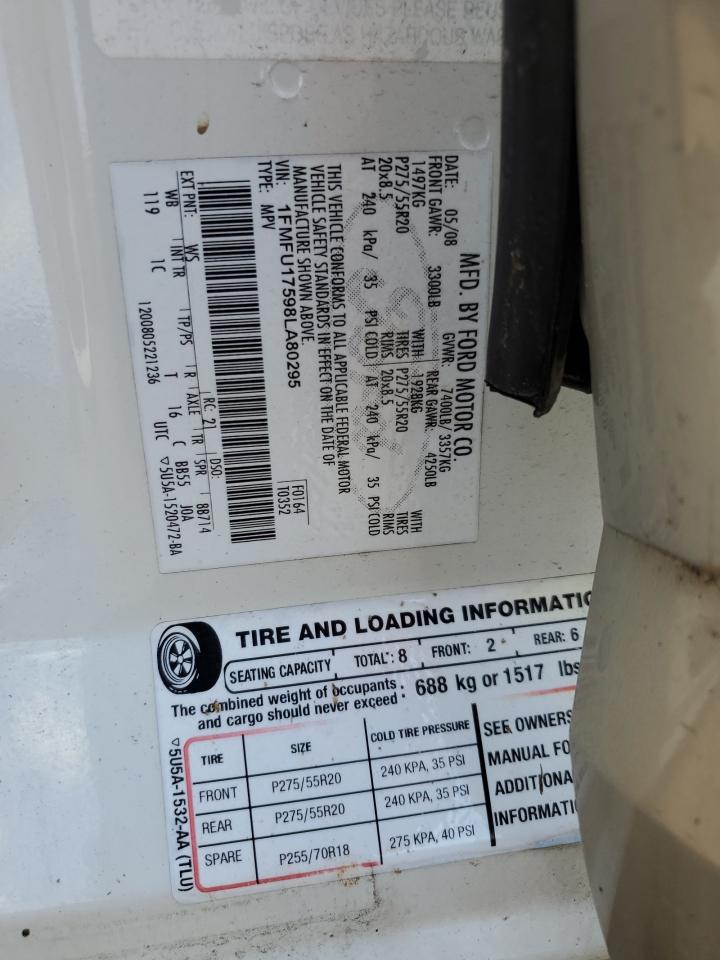 VIDES PLEASE REUS
MFD. BY FORD MOTOR CO.
DATE: 05/08 GVWR: 7400LB/ 3357KG
FRONT GAWR: 3300LB REAR GAWR: 4250LB
1497KG WITH 1928KG WITH
P275/55R20 TIRES P275/55R20 TIRES
20x8.5 RIMS 20x8.5 RIMS
AT 240 kPa/ 35 PSI COLD AT 240 kPa/ 35 PSI COLD
THIS VEHICLE CONFORMS TO ALL APPLICABLE FEDERAL MOTOR
VEHICLE SAFETY STANDARDS IN EFFECT ON THE DATE OF
MANUFACTURE SHOWN ABOVE.
VIN: 1FMFU17598LA80295 F0164
TYPE: MPV T0352
EXT PNT: WS RC: 21 DSO:
WB INT TR TP/PS R AXLE TR SPR 8B714
119 1C T 16 C BB55 JOA
1200805221236 UTC ▽5U5A-1520472-BA
TIRE AND LOADING INFORMATIO
SEATING CAPACITY TOTAL: 8 FRONT: 2 REAR: 6
The combined weight of occupants and cargo should never exceed : 688 kg or 1517 lbs
TIRE SIZE COLD TIRE PRESSURE
FRONT P275/55R20 240 KPA, 35 PSI
REAR P275/55R20 240 KPA, 35 PSI
SPARE P255/70R18 275 KPA, 40 PSI
SEE OWNERS
MANUAL FO
ADDITIONA
INFORMATI
▽5U5A-1532-AA (TLU)